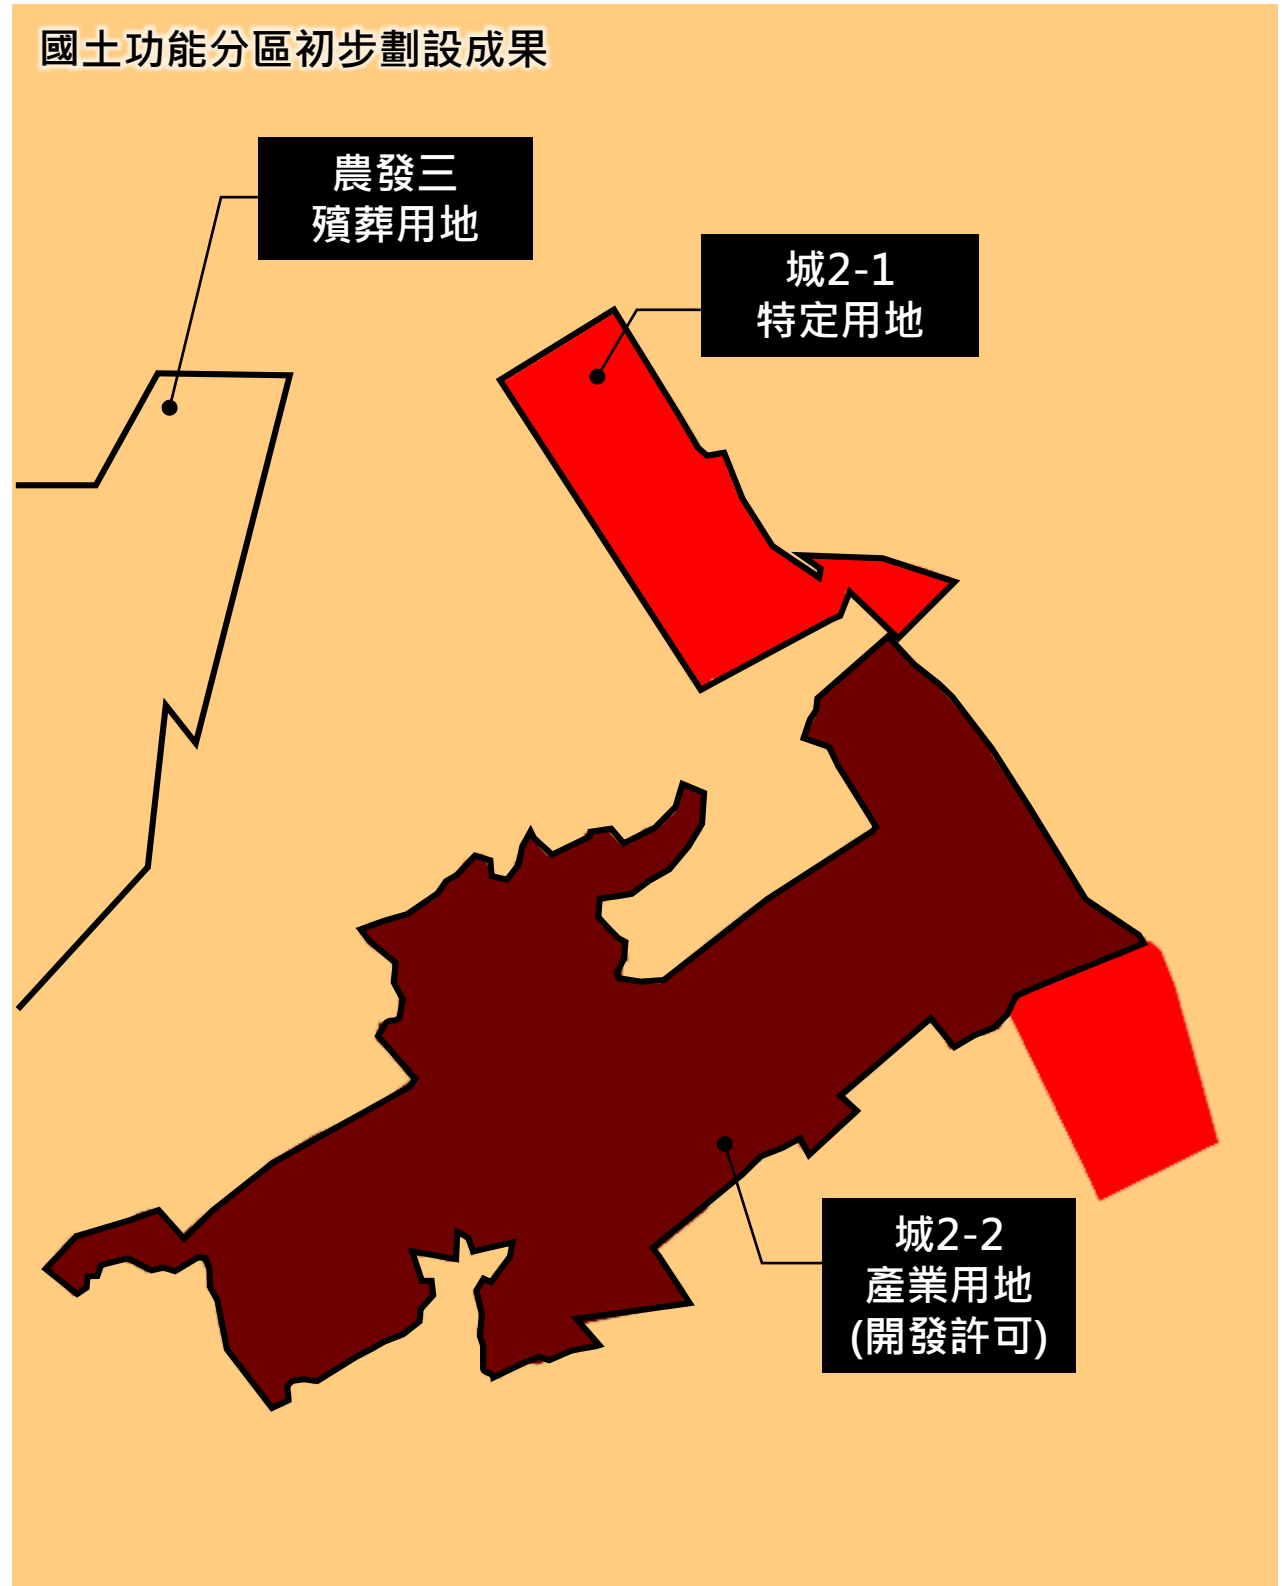 國土功能分區初步劃設成果
農發三
殯葬用地
城2-1
特定用地
城2-2
產業用地
(開發許可)